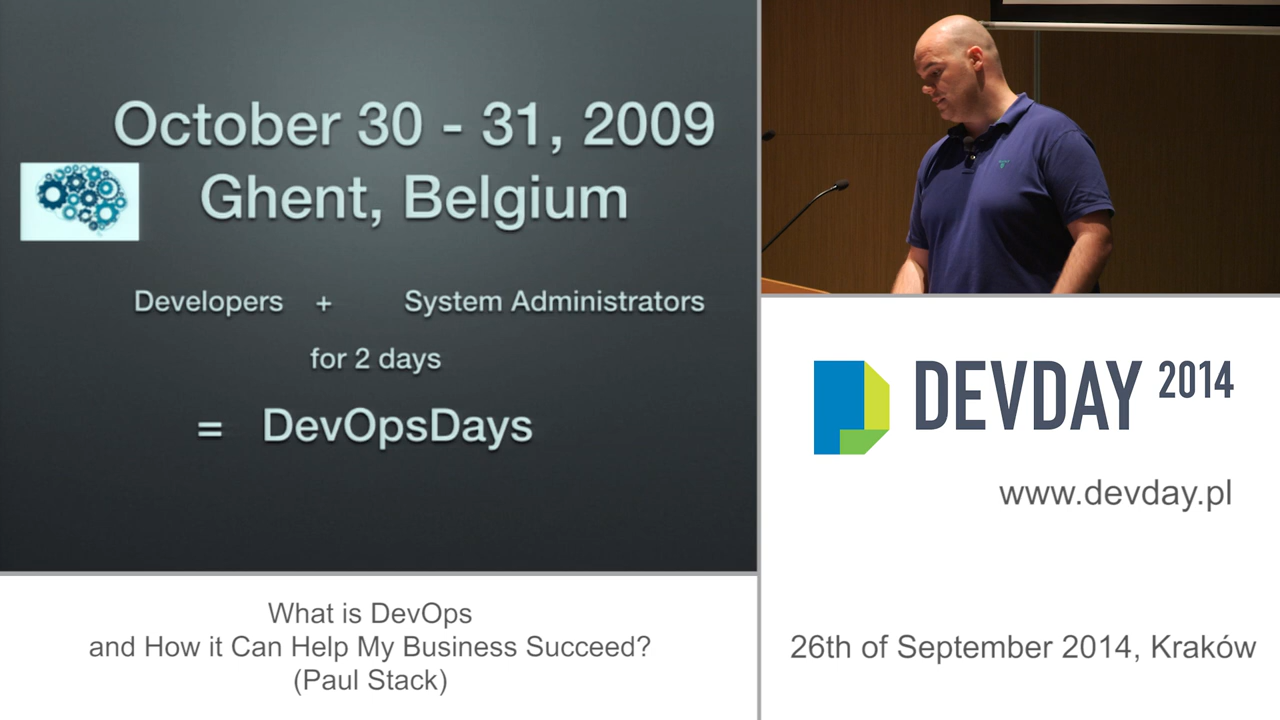 October 30 - 31, 2009
Ghent, Belgium
Developers + System Administrators
for 2 days
= DevOpsDays
What is DevOps
and How it Can Help My Business Succeed?
(Paul Stack)
DEVDAY 2014
www.devday.pl
26th of September 2014, Kraków